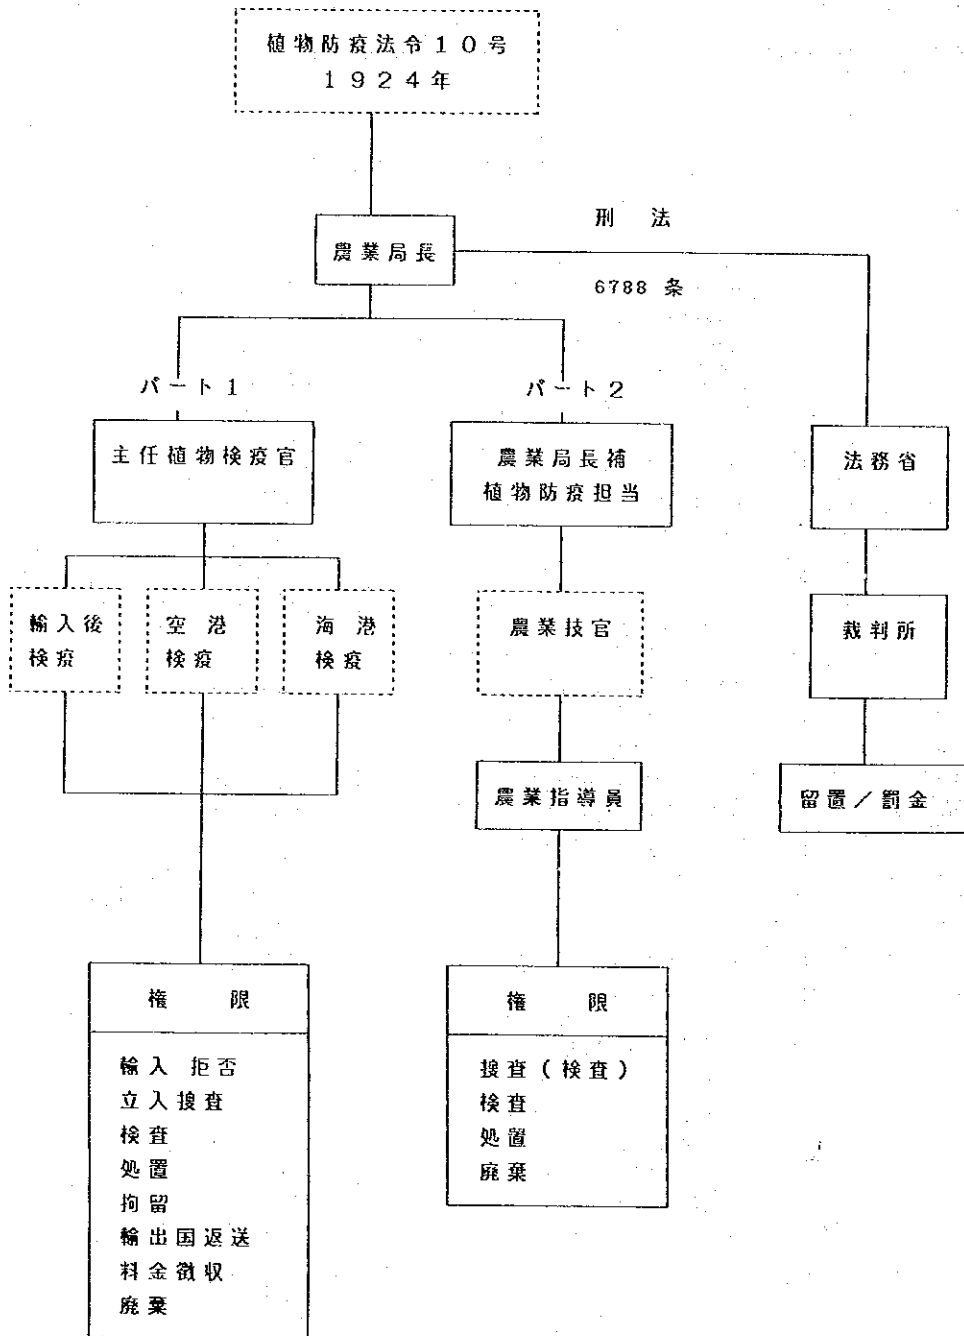 植物防疫法令10号
1924年
農業局長
刑 法
6788 条
パート1
パート2
主任植物検疫官
農業局長補
植物防疫担当
法務省
輸入後
検疫
空 港
検疫
海 港
検疫
農業技官
裁判所
農業指導員
留置／罰金
権 限
輸入 拒否
立入捜査
検査
処置
拘留
輸出国返送
料金徴収
廃棄
権 限
捜査(検査)
検査
処置
廃棄